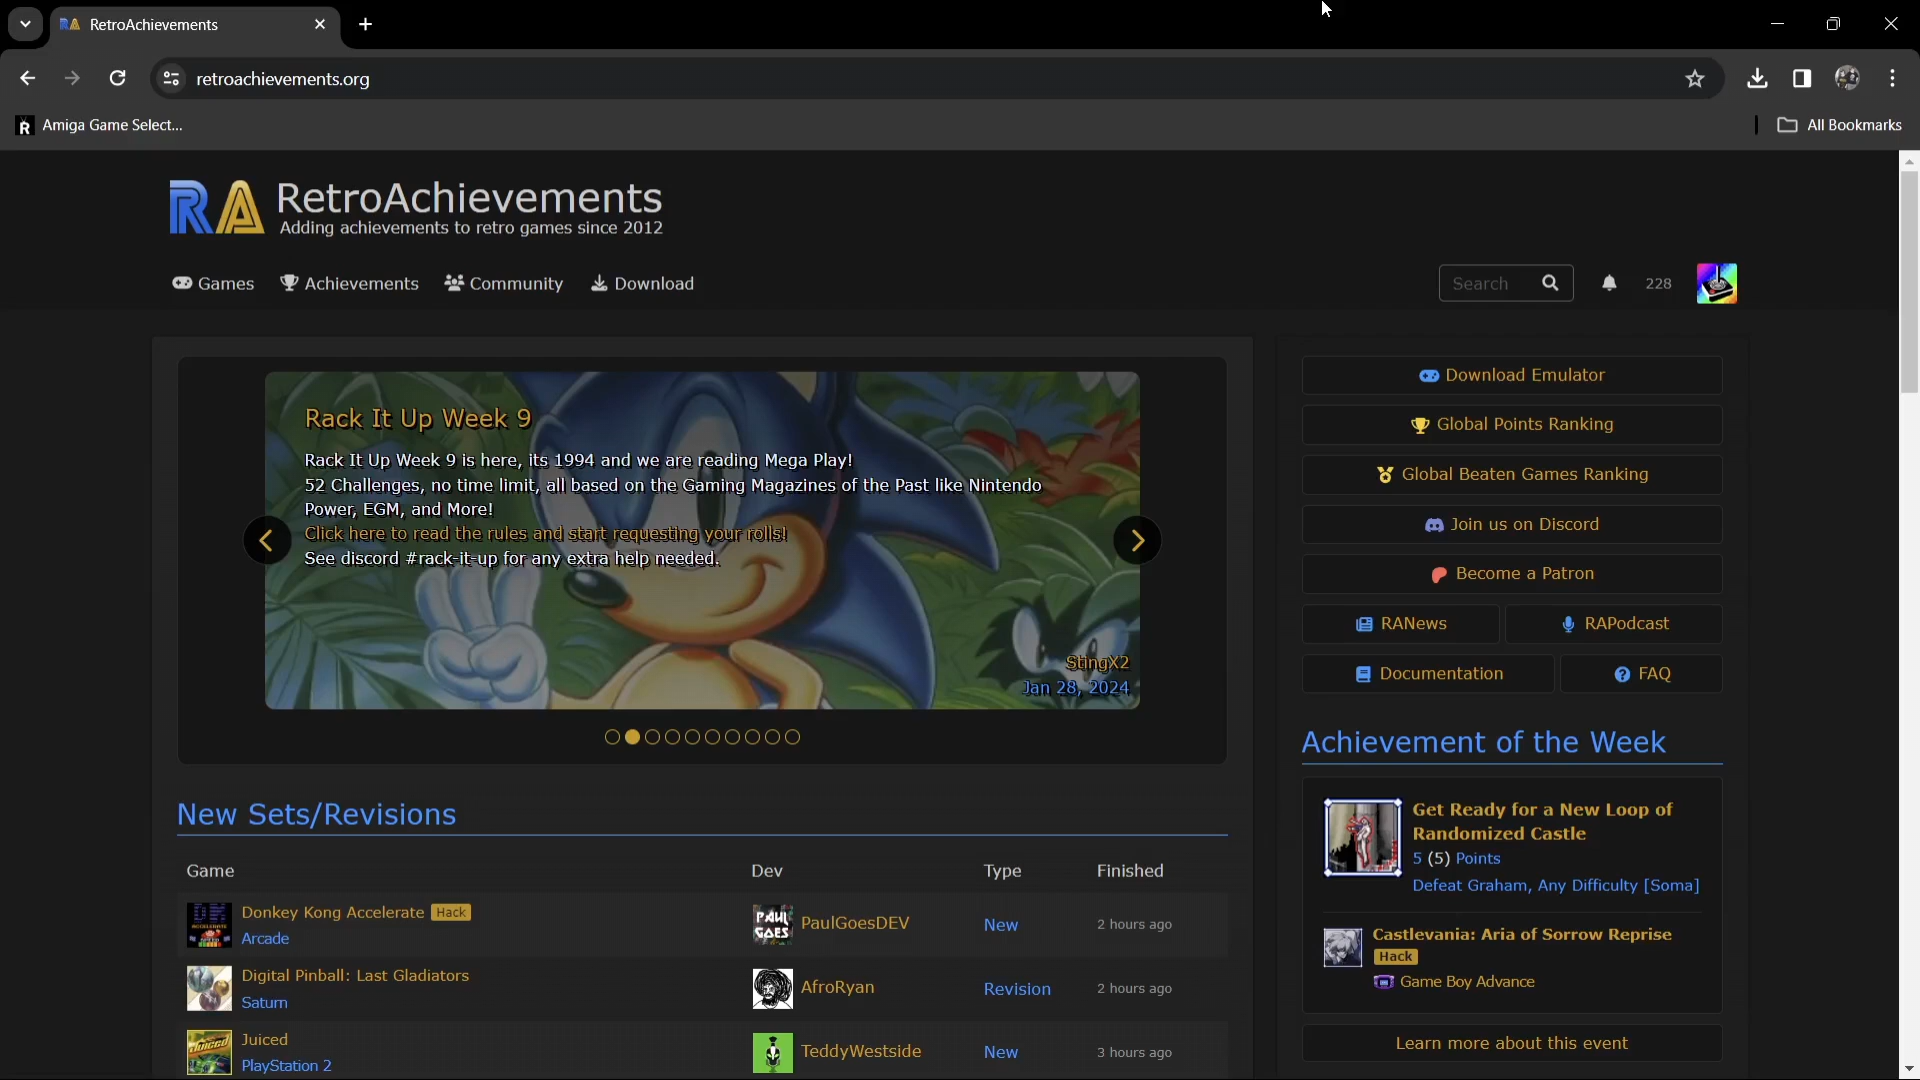 RetroAchievements
retroachievements.org
Amiga Game Select...
All Bookmarks
RA RetroAchievements
Adding achievements to retro games since 2012
Games Achievements Community Download
Search 228
Rack It Up Week 9
Rack It Up Week 9 is here, its 1994 and we are reading Mega Play!
52 Challenges, no time limit, all based on the Gaming Magazines of the Past like Nintendo
Power, EGM, and More!
Click here to read the rules and start requesting your rolls!
See discord #rack-it-up for any extra help needed.
StingX2
Jan 28, 2024
Download Emulator
Global Points Ranking
Global Beaten Games Ranking
Join us on Discord
Become a Patron
RANews RAPodcast
Documentation FAQ
Achievement of the Week
Get Ready for a New Loop of
Randomized Castle
5 (5) Points
Defeat Graham, Any Difficulty [Soma]
Castlevania: Aria of Sorrow Reprise
Hack
Game Boy Advance
Learn more about this event
New Sets/Revisions
Game Dev Type Finished
Donkey Kong Accelerate Hack
Arcade
PAUL
GOES
PaulGoesDEV New 2 hours ago
Digital Pinball: Last Gladiators
Saturn
AfroRyan Revision 2 hours ago
Juiced
PlayStation 2
TeddyWestside New 3 hours ago